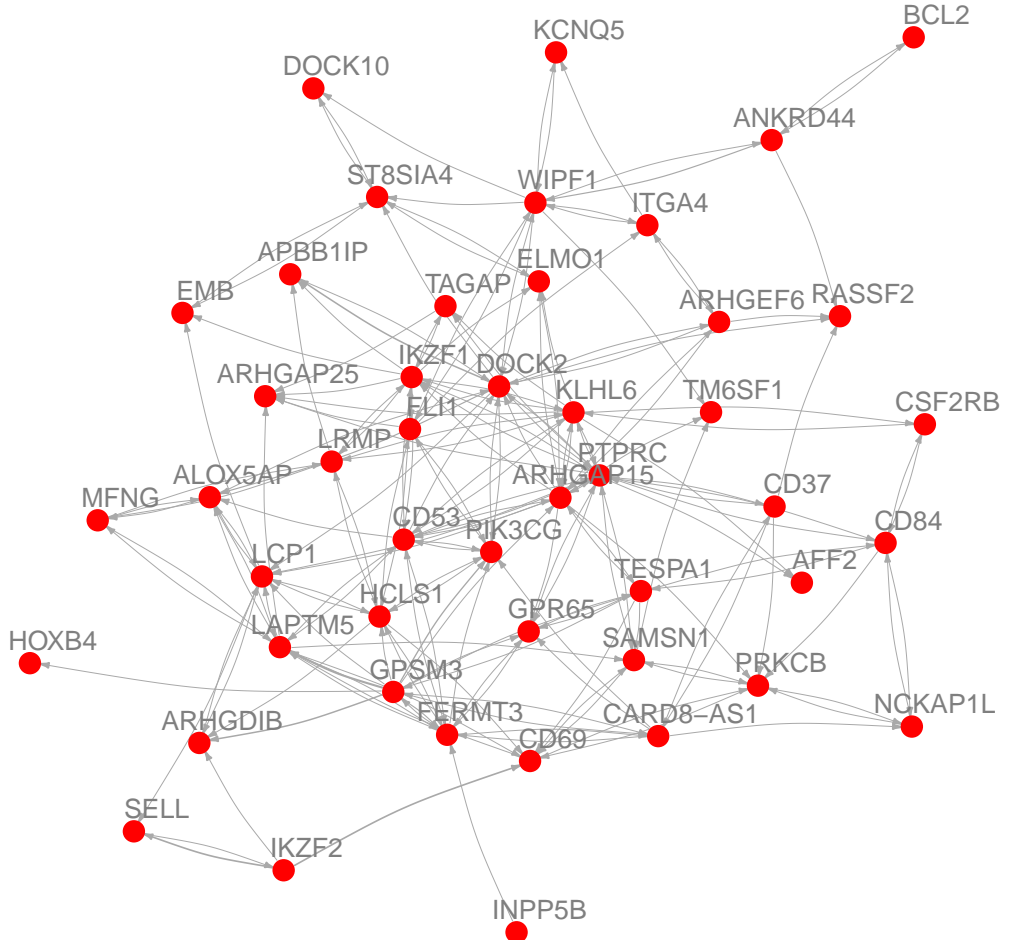 BCL2
KCNQ5
DOCK10
ANKRD44
ST8SIA4
WIPF1
ITGA4
APBB1IP
ELMO1
TAGAP
EMB
ARHGEF6
RASSF2
IKZF1
DOCK2
ARHGAP25
KLHL6
TM6SF1
CSF2RB
FLI1
LRMP
PTPRC
ALOX5AP
ARHGAP15
MFNG
CD37
CD53
PIK3CG
CD84
LCP1
AFF2
TESPA1
HCLS1
GPR65
LAPTM5
HOXB4
SAMSN1
GPSM3
PRKCB
NCKAP1L
ARHGDIB
FERMT3
CARD8–AS1
CD69
SELL
IKZF2
INPP5B